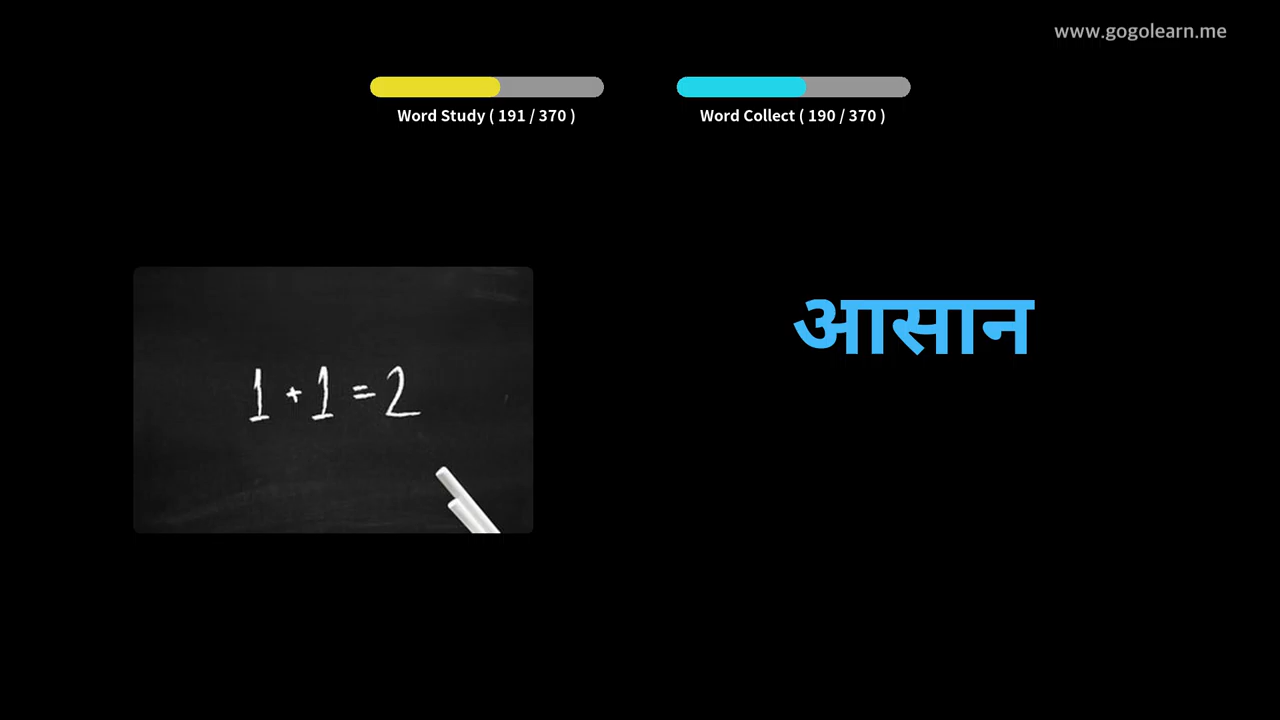 www.gogolearn.me
Word Study ( 191 / 370 )
Word Collect ( 190 / 370 )
1 + 1 = 2
आसान